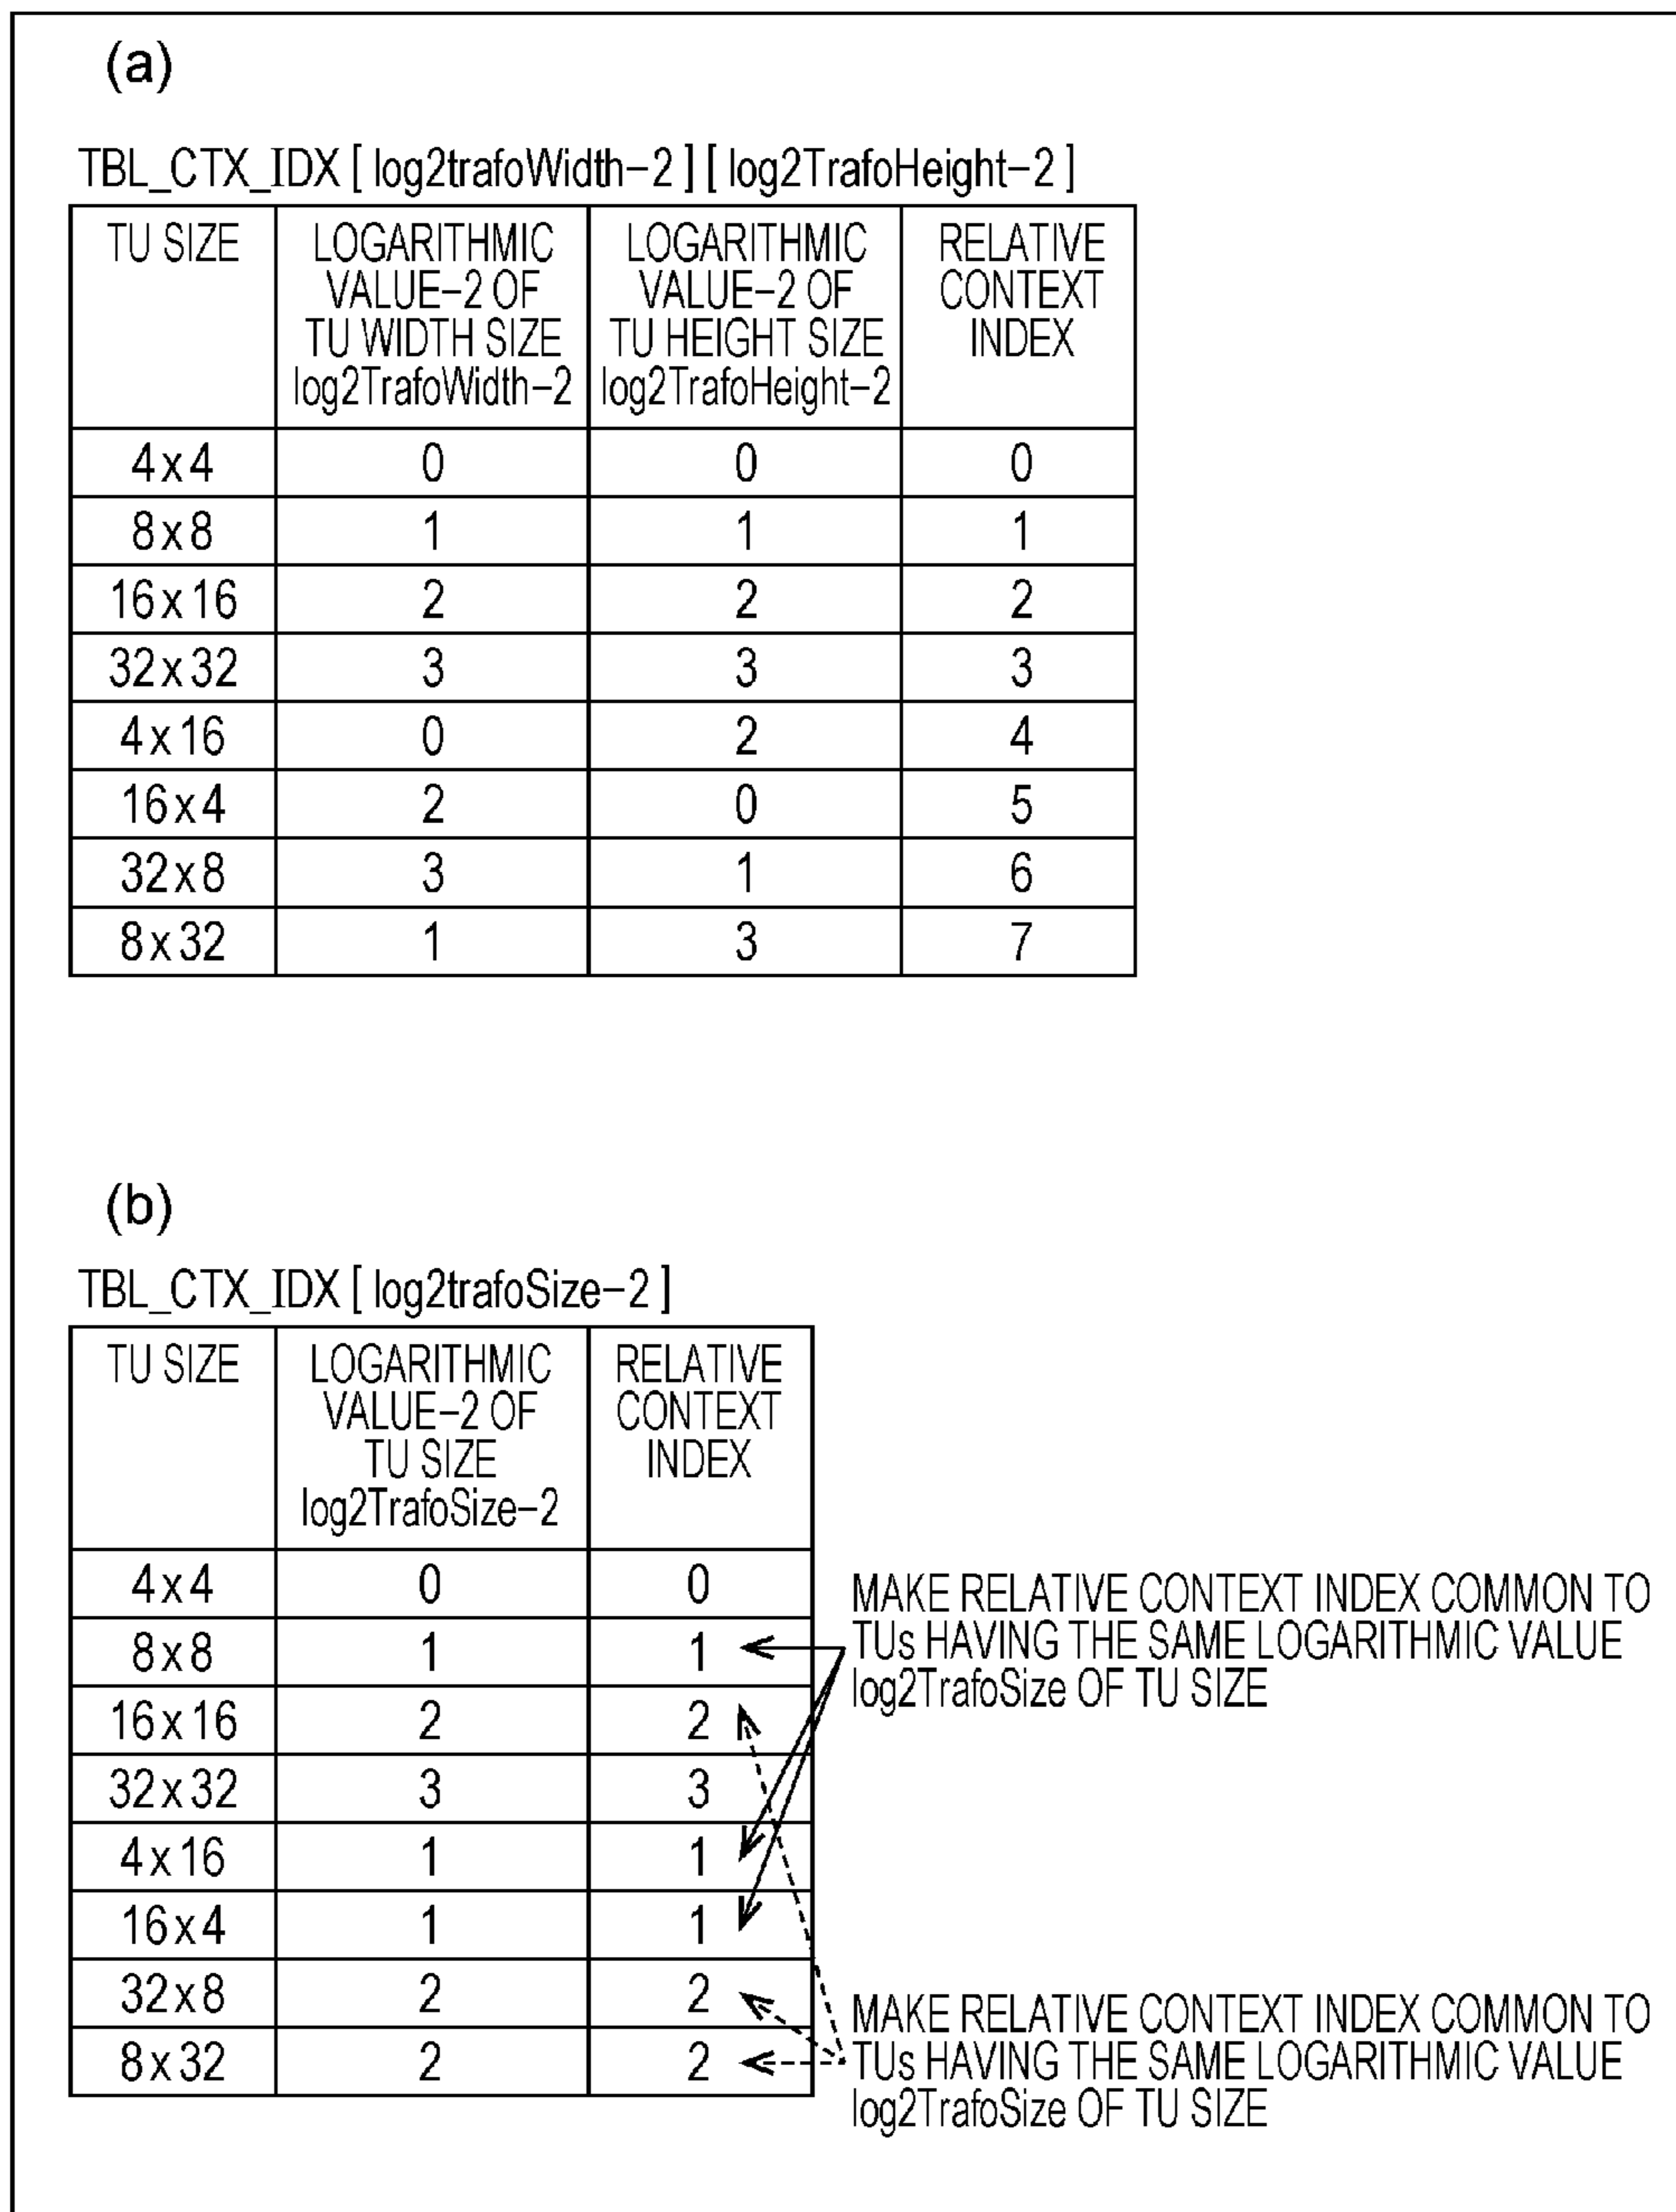 (a)
TBL_CTX_IDX [ log2trafoWidth−2 ] [ log2TrafoHeight−2 ]
TU SIZE LOGARITHMIC VALUE−2 OF TU WIDTH SIZE log2TrafoWidth−2 LOGARITHMIC VALUE−2 OF TU HEIGHT SIZE log2TrafoHeight−2 RELATIVE CONTEXT INDEX
4x4 0 0 0
8x8 1 1 1
16x16 2 2 2
32x32 3 3 3
4x16 0 2 4
16x4 2 0 5
32x8 3 1 6
8x32 1 3 7
(b)
TBL_CTX_IDX [ log2trafoSize−2 ]
TU SIZE LOGARITHMIC VALUE−2 OF TU SIZE log2TrafoSize−2 RELATIVE CONTEXT INDEX
4x4 0 0
8x8 1 1
16x16 2 2
32x32 3 3
4x16 1 1
16x4 1 1
32x8 2 2
8x32 2 2
MAKE RELATIVE CONTEXT INDEX COMMON TO
TUs HAVING THE SAME LOGARITHMIC VALUE
log2TrafoSize OF TU SIZE
MAKE RELATIVE CONTEXT INDEX COMMON TO
TUs HAVING THE SAME LOGARITHMIC VALUE
log2TrafoSize OF TU SIZE